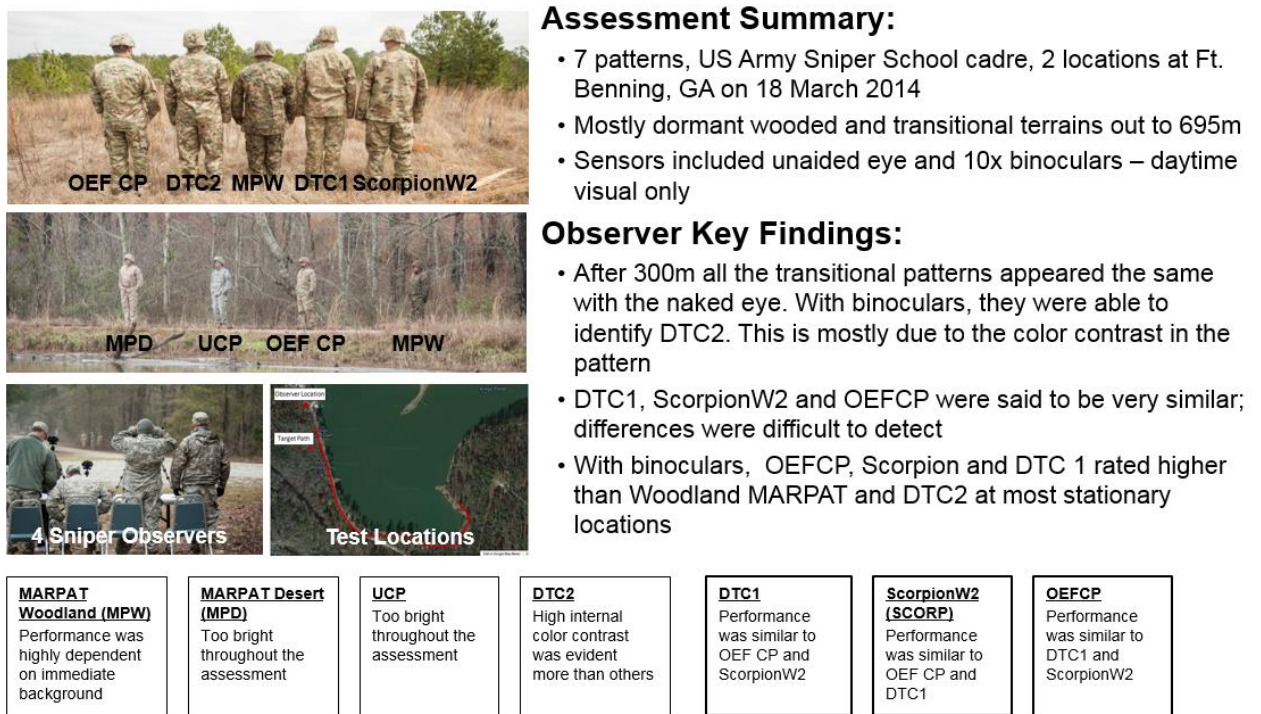 OEF CP DTC2 MPW DTC1 ScorpionW2
MPD UCP OEF CP MPW
4 Sniper Observers
Observer Location
Target Path
Test Locations
Assessment Summary:
• 7 patterns, US Army Sniper School cadre, 2 locations at Ft.
Benning, GA on 18 March 2014
• Mostly dormant wooded and transitional terrains out to 695m
• Sensors included unaided eye and 10x binoculars – daytime
visual only
Observer Key Findings:
• After 300m all the transitional patterns appeared the same
with the naked eye. With binoculars, they were able to
identify DTC2. This is mostly due to the color contrast in the
pattern
• DTC1, ScorpionW2 and OEFCP were said to be very similar;
differences were difficult to detect
• With binoculars, OEFCP, Scorpion and DTC 1 rated higher
than Woodland MARPAT and DTC2 at most stationary
locations
MARPAT
Woodland (MPW)
Performance was
highly dependent
on immediate
background
MARPAT Desert
(MPD)
Too bright
throughout the
assessment
UCP
Too bright
throughout the
assessment
DTC2
High internal
color contrast
was evident
more than others
DTC1
Performance
was similar to
OEF CP and
ScorpionW2
ScorpionW2
(SCORP)
Performance
was similar to
OEF CP and
DTC1
OEFCP
Performance
was similar to
DTC1 and
ScorpionW2